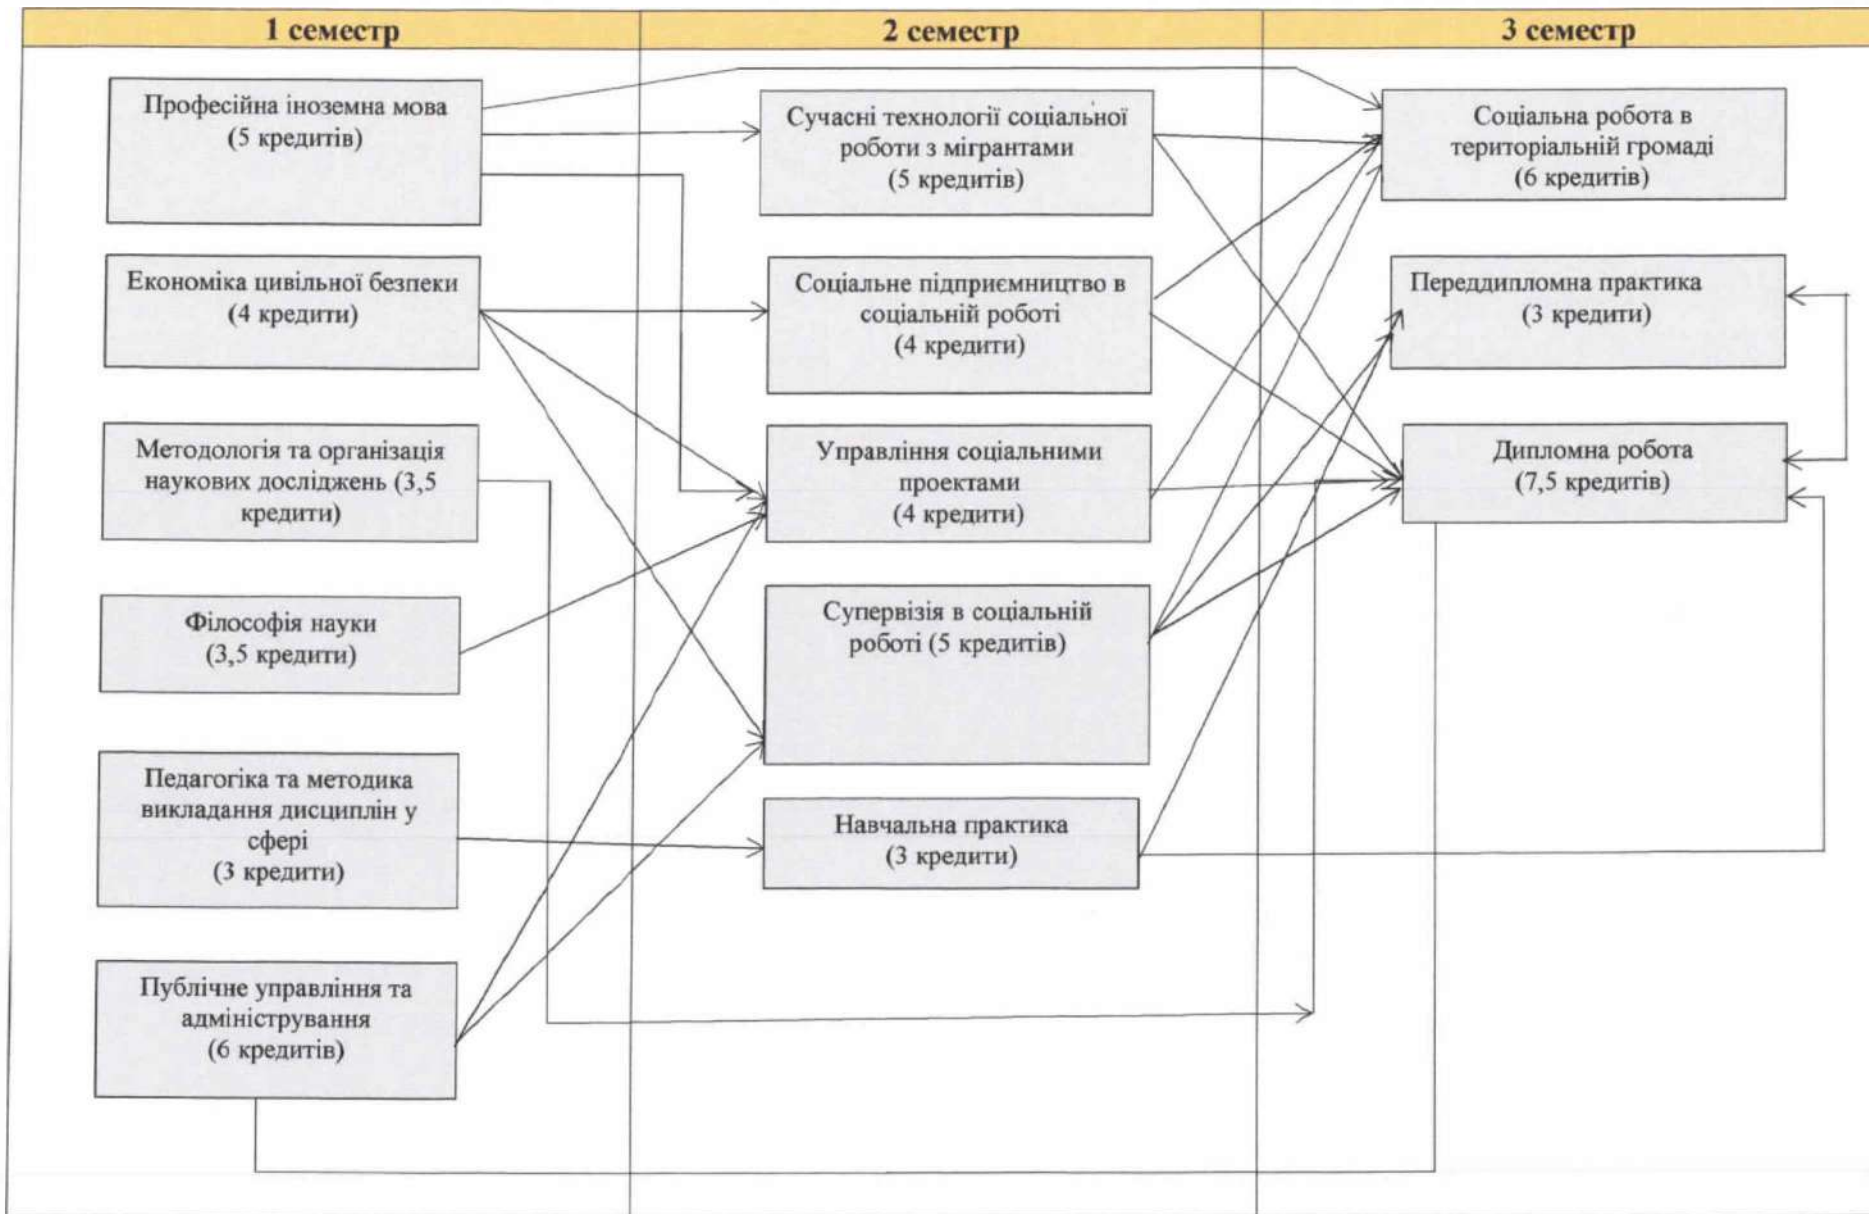 1 семестр
2 семестр
3 семестр
Професійна іноземна мова
(5 кредитів)
Економіка цивільної безпеки
(4 кредити)
Методологія та організація
наукових досліджень (3,5
кредити)
Філософія науки
(3,5 кредити)
Педагогіка та методика
викладання дисциплін у
сфері
(3 кредити)
Публічне управління та
адміністрування
(6 кредитів)
Сучасні технології соціальної
роботи з мігрантами
(5 кредитів)
Соціальне підприємництво в
соціальній роботі
(4 кредити)
Управління соціальними
проектами
(4 кредити)
Супервізія в соціальній
роботі (5 кредитів)
Навчальна практика
(3 кредити)
Соціальна робота в
територіальній громаді
(6 кредитів)
Переддипломна практика
(3 кредити)
Дипломна робота
(7,5 кредитів)